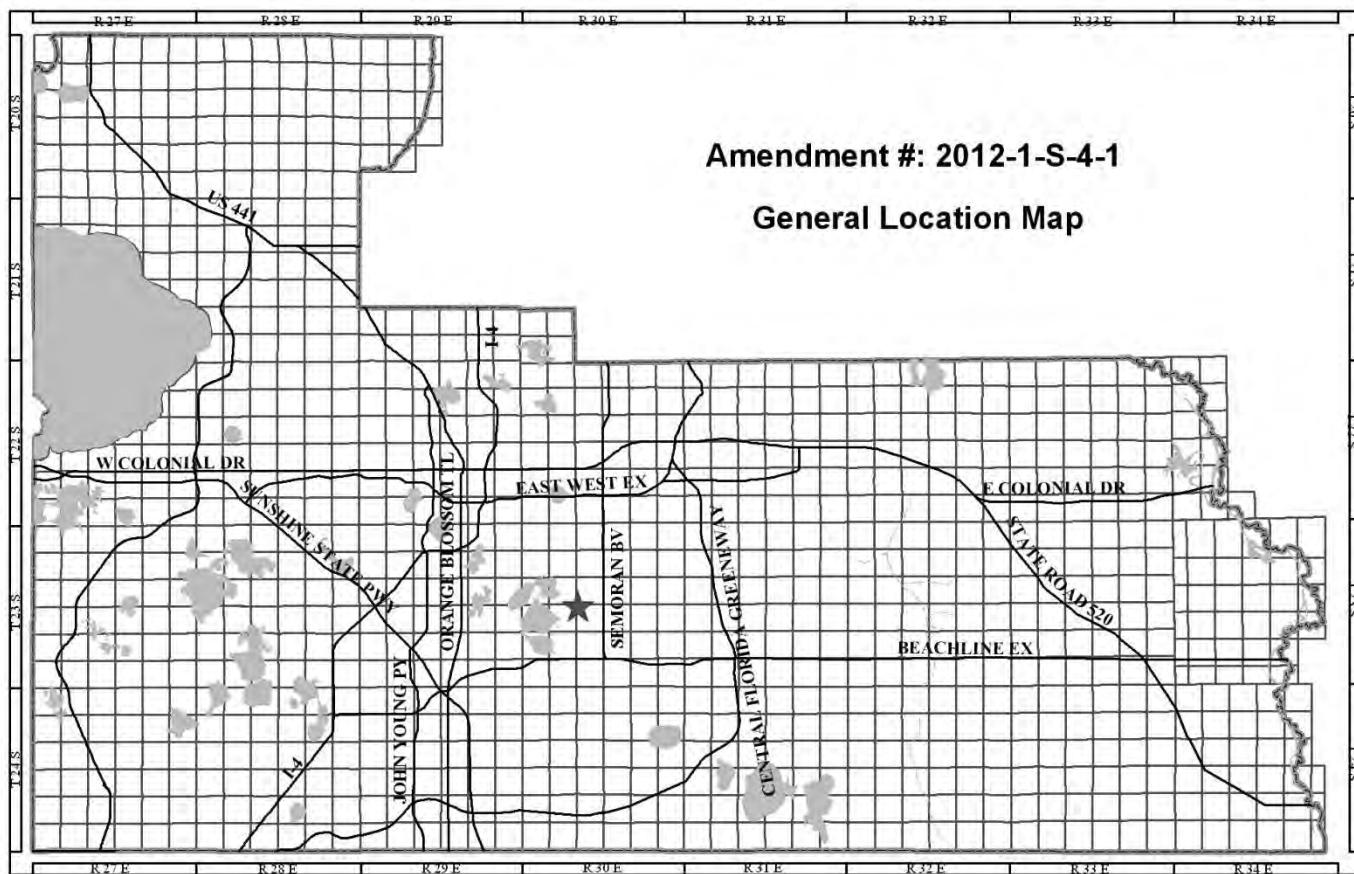 R 27 E R 28 E R 29 E R 30 E R 31 E R 32 E R 33 E R 34 E
T 20 S
Amendment #: 2012-1-S-4-1
General Location Map
US 441
T 21 S
I-4
T 22 S
W COLONIAL DR
SUNSHINE STATE PWY
ORANGE BLOSSOM TL
EAST WEST EX
E COLONIAL DR
STATE ROAD 520
SEMORAN BV
CENTRAL FLORIDA GREENEWAY
T 23 S
BEACHLINE EX
JOHN YOUNG PY
I-4
T 24 S
R 27 E R 28 E R 29 E R 30 E R 31 E R 32 E R 33 E R 34 E